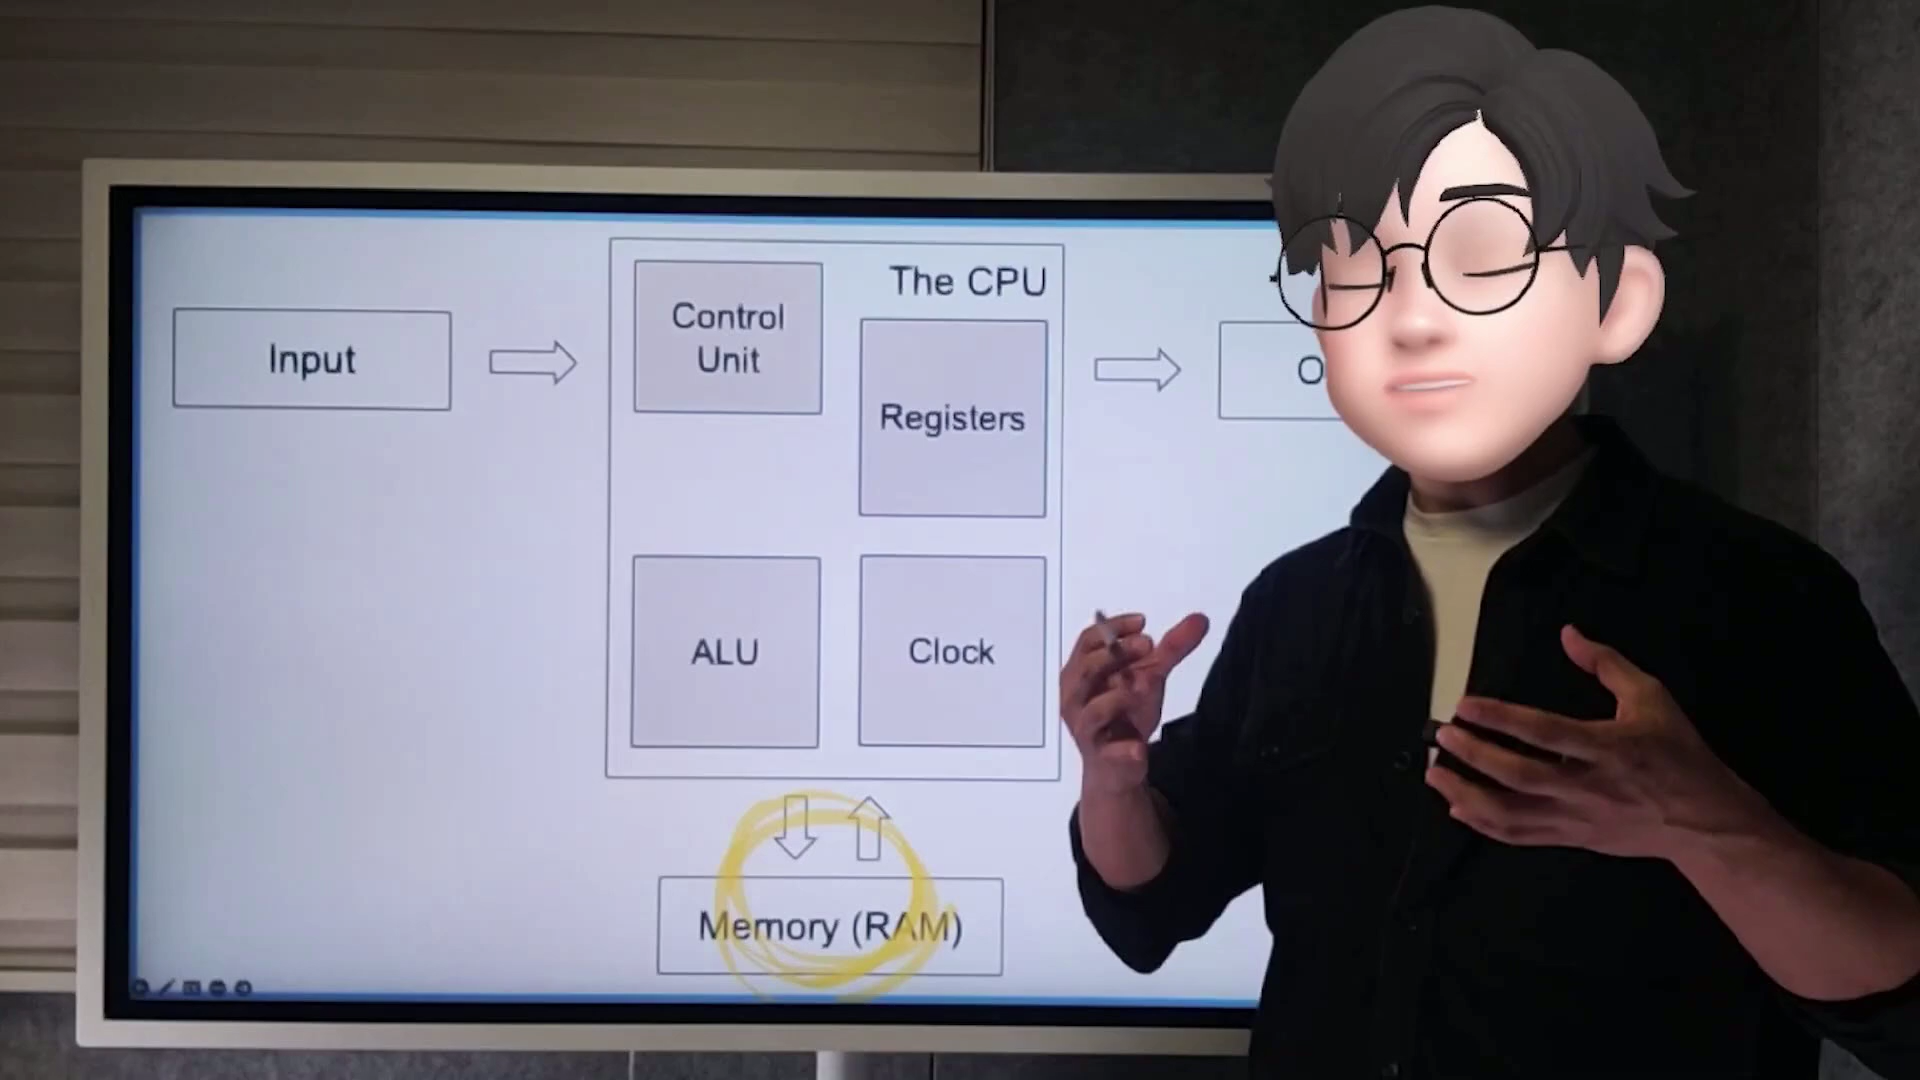 The CPU
Input
Control
Unit
Registers
ALU
Clock
Memory (RAM)